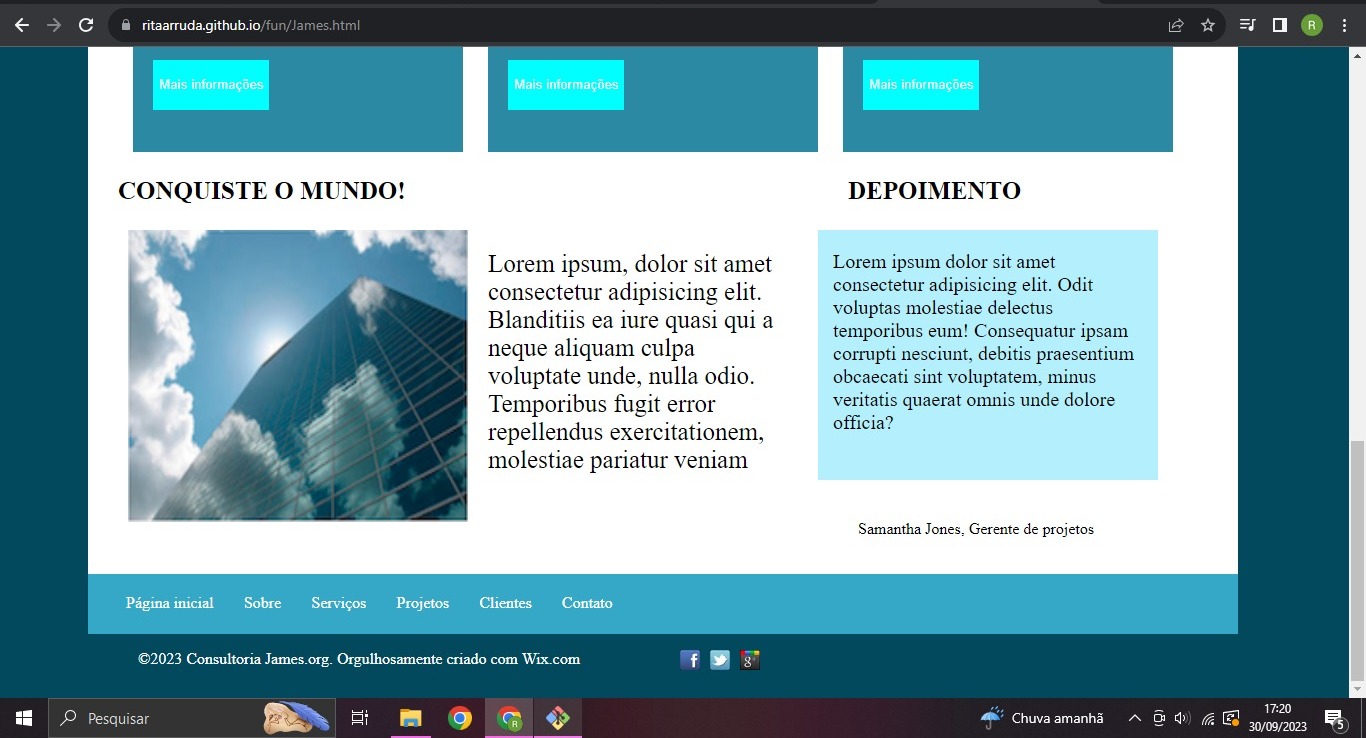 ritaarruda.github.io/fun/James.html
R
Mais informações
Mais informações
Mais informações
CONQUISTE O MUNDO!
Lorem ipsum, dolor sit amet
consectetur adipisicing elit.
Blanditiis ea iure quasi qui a
neque aliquam culpa
voluptate unde, nulla odio.
Temporibus fugit error
repellendus exercitationem,
molestiae pariatur veniam
DEPOIMENTO
Lorem ipsum dolor sit amet
consectetur adipisicing elit. Odit
voluptas molestiae delectus
temporibus eum! Consequatur ipsam
corrupti nesciunt, debitis praesentium
obcaecati sint voluptatem, minus
veritatis quaerat omnis unde dolore
officia?
Samantha Jones, Gerente de projetos
Página inicial Sobre Serviços Projetos Clientes Contato
©2023 Consultoria James.org. Orgulhosamente criado com Wix.com
f
g+
Pesquisar
R
Chuva amanhã
17:20
30/09/2023
5